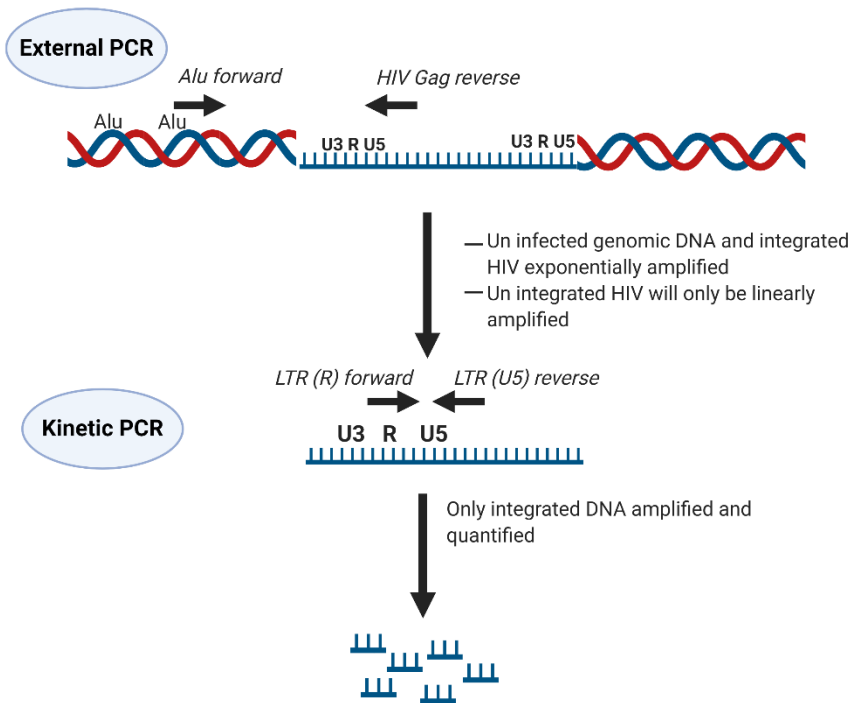 External PCR
Alu forward
HIV Gag reverse
Alu
Alu
U3 R U5
U3 R U5
— Un infected genomic DNA and integrated
HIV exponentially amplified
— Un integrated HIV will only be linearly
amplified
LTR (R) forward
LTR (U5) reverse
Kinetic PCR
U3 R U5
Only integrated DNA amplified and
quantified